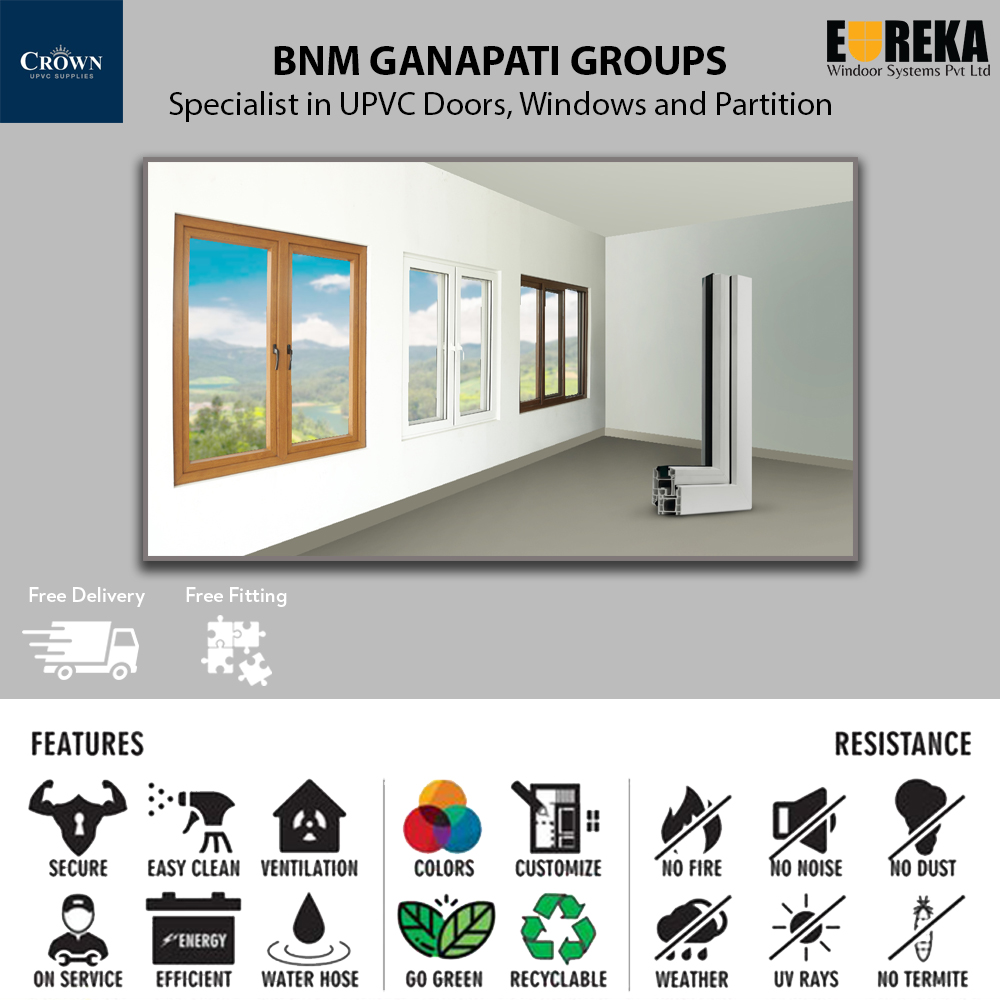 CROWN
UPVC SUPPLIES
BNM GANAPATI GROUPS
Specialist in UPVC Doors, Windows and Partition
EUREKA
Windoor Systems Pvt Ltd
Free Delivery
Free Fitting
FEATURES
RESISTANCE
SECURE
EASY CLEAN
VENTILATION
COLORS
CUSTOMIZE
NO FIRE
NO NOISE
NO DUST
ENERGY
ON SERVICE
EFFICIENT
WATER HOSE
GO GREEN
RECYCLABLE
WEATHER
UV RAYS
NO TERMITE